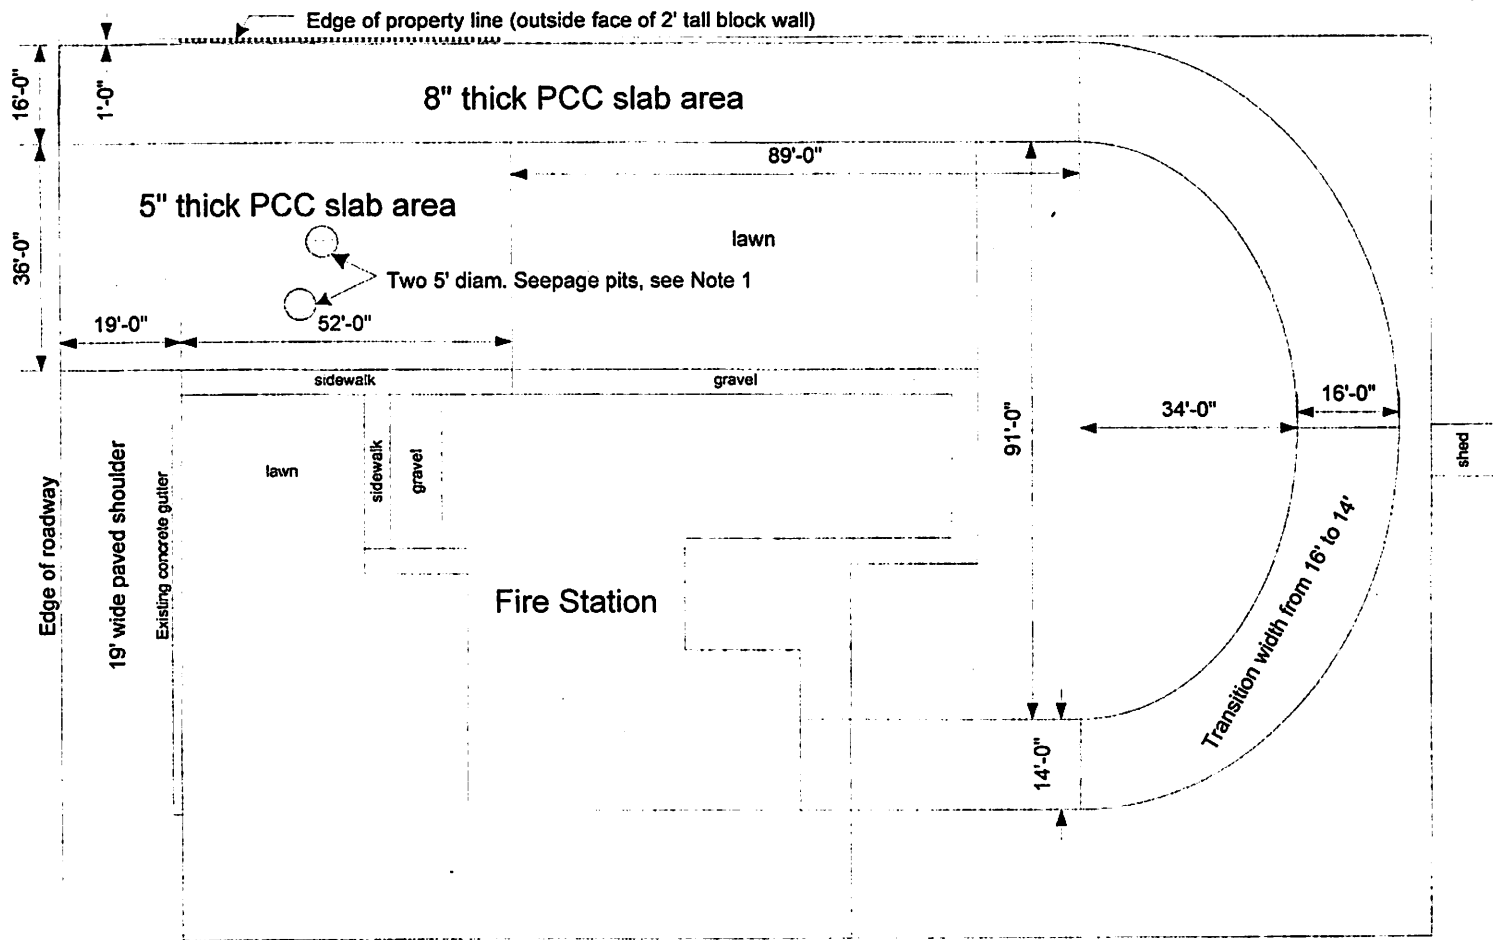 Edge of property line (outside face of 2' tall block wall)
16'-0"
1'-0"
8" thick PCC slab area
89'-0"
5" thick PCC slab area
36'-0"
lawn
Two 5' diam. Seepage pits, see Note 1
19'-0"
52'-0"
sidewalk
gravel
91'-0"
34'-0"
16'-0"
shed
Edge of roadway
19' wide paved shoulder
Existing concrete gutter
lawn
sidewalk
gravel
Fire Station
Transition width from 16' to 14'
14'-0"